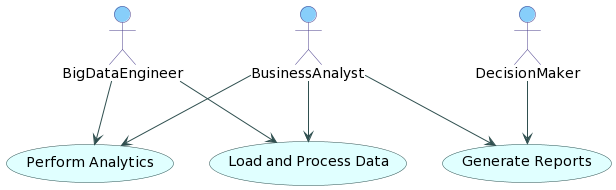 BigDataEngineer
BusinessAnalyst
DecisionMaker
Perform Analytics
Load and Process Data
Generate Reports